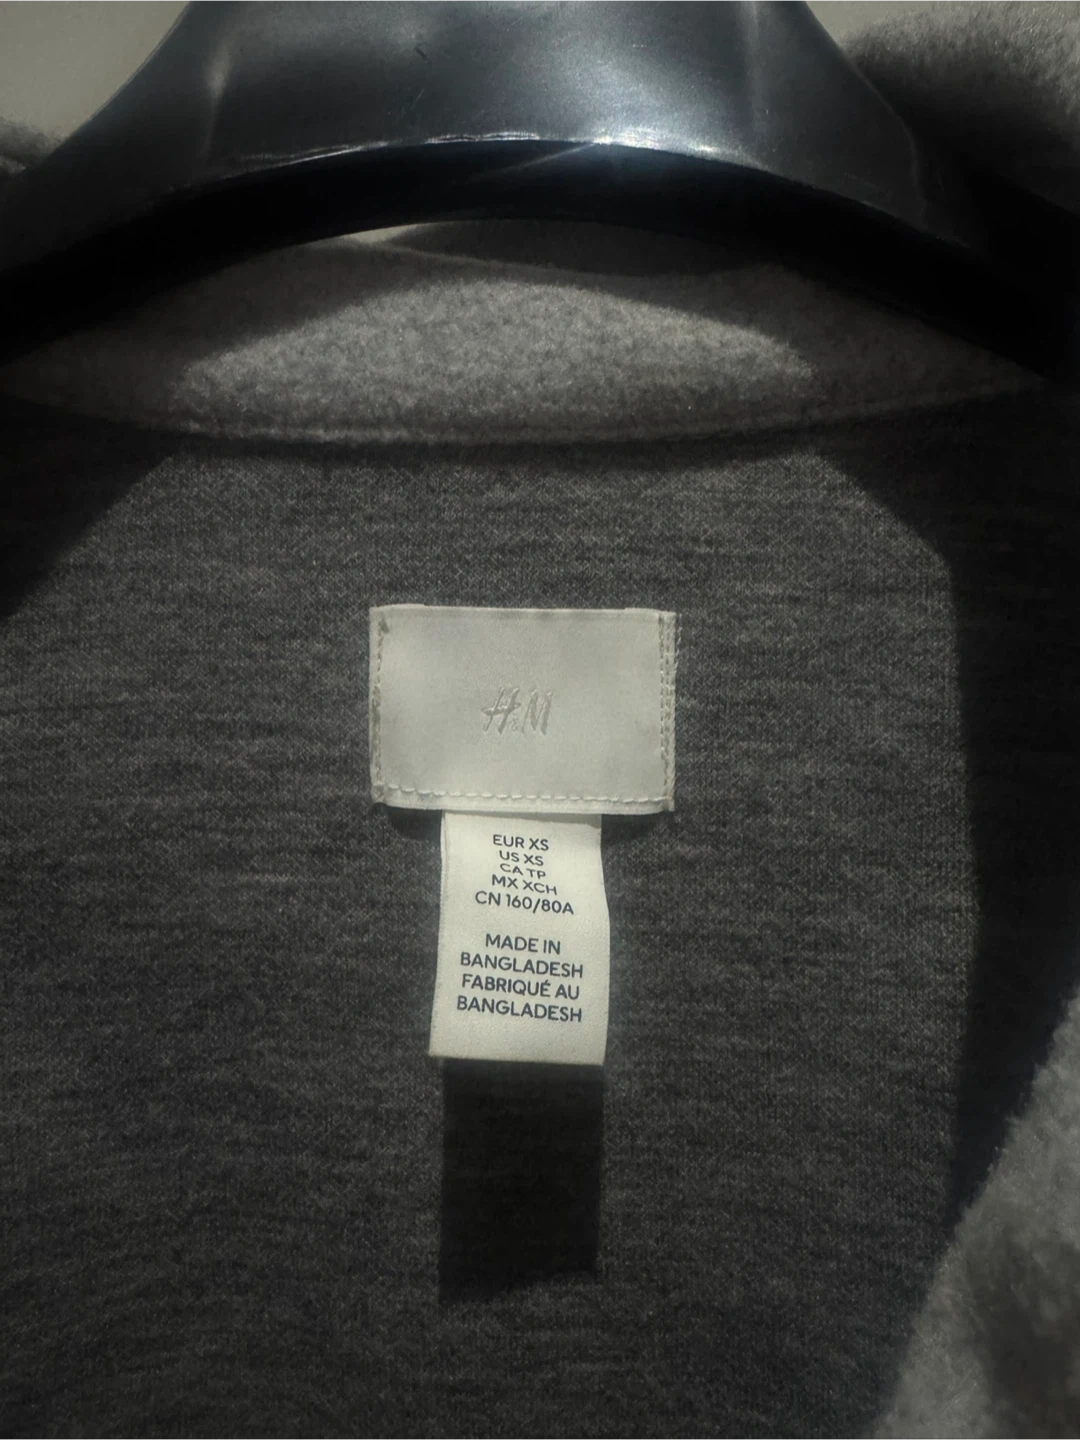 H&M
EUR XS
US XS
CA TP
MX XCH
CN 160/80A
MADE IN
BANGLADESH
FABRIQUÉ AU
BANGLADESH